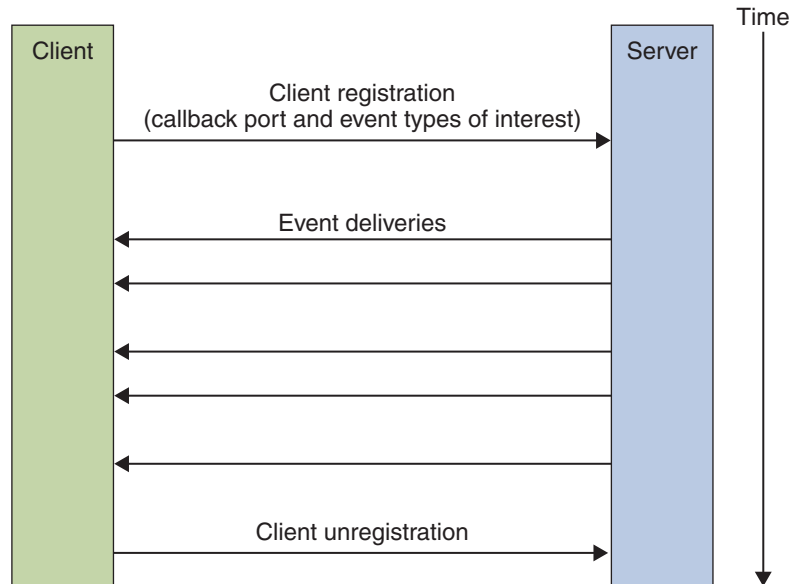 Time
Client
Server
Client registration
(callback port and event types of interest)
Event deliveries
Client unregistration